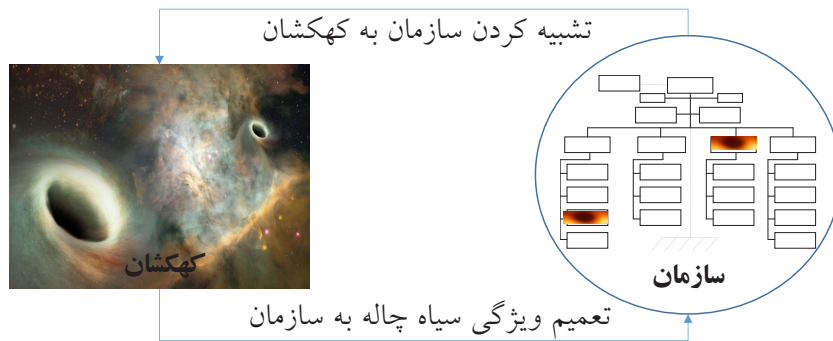 تشبیه کردن سازمان به کهکشان
کهکشان
سازمان
تعمیم ویژگی سیاه چاله به سازمان